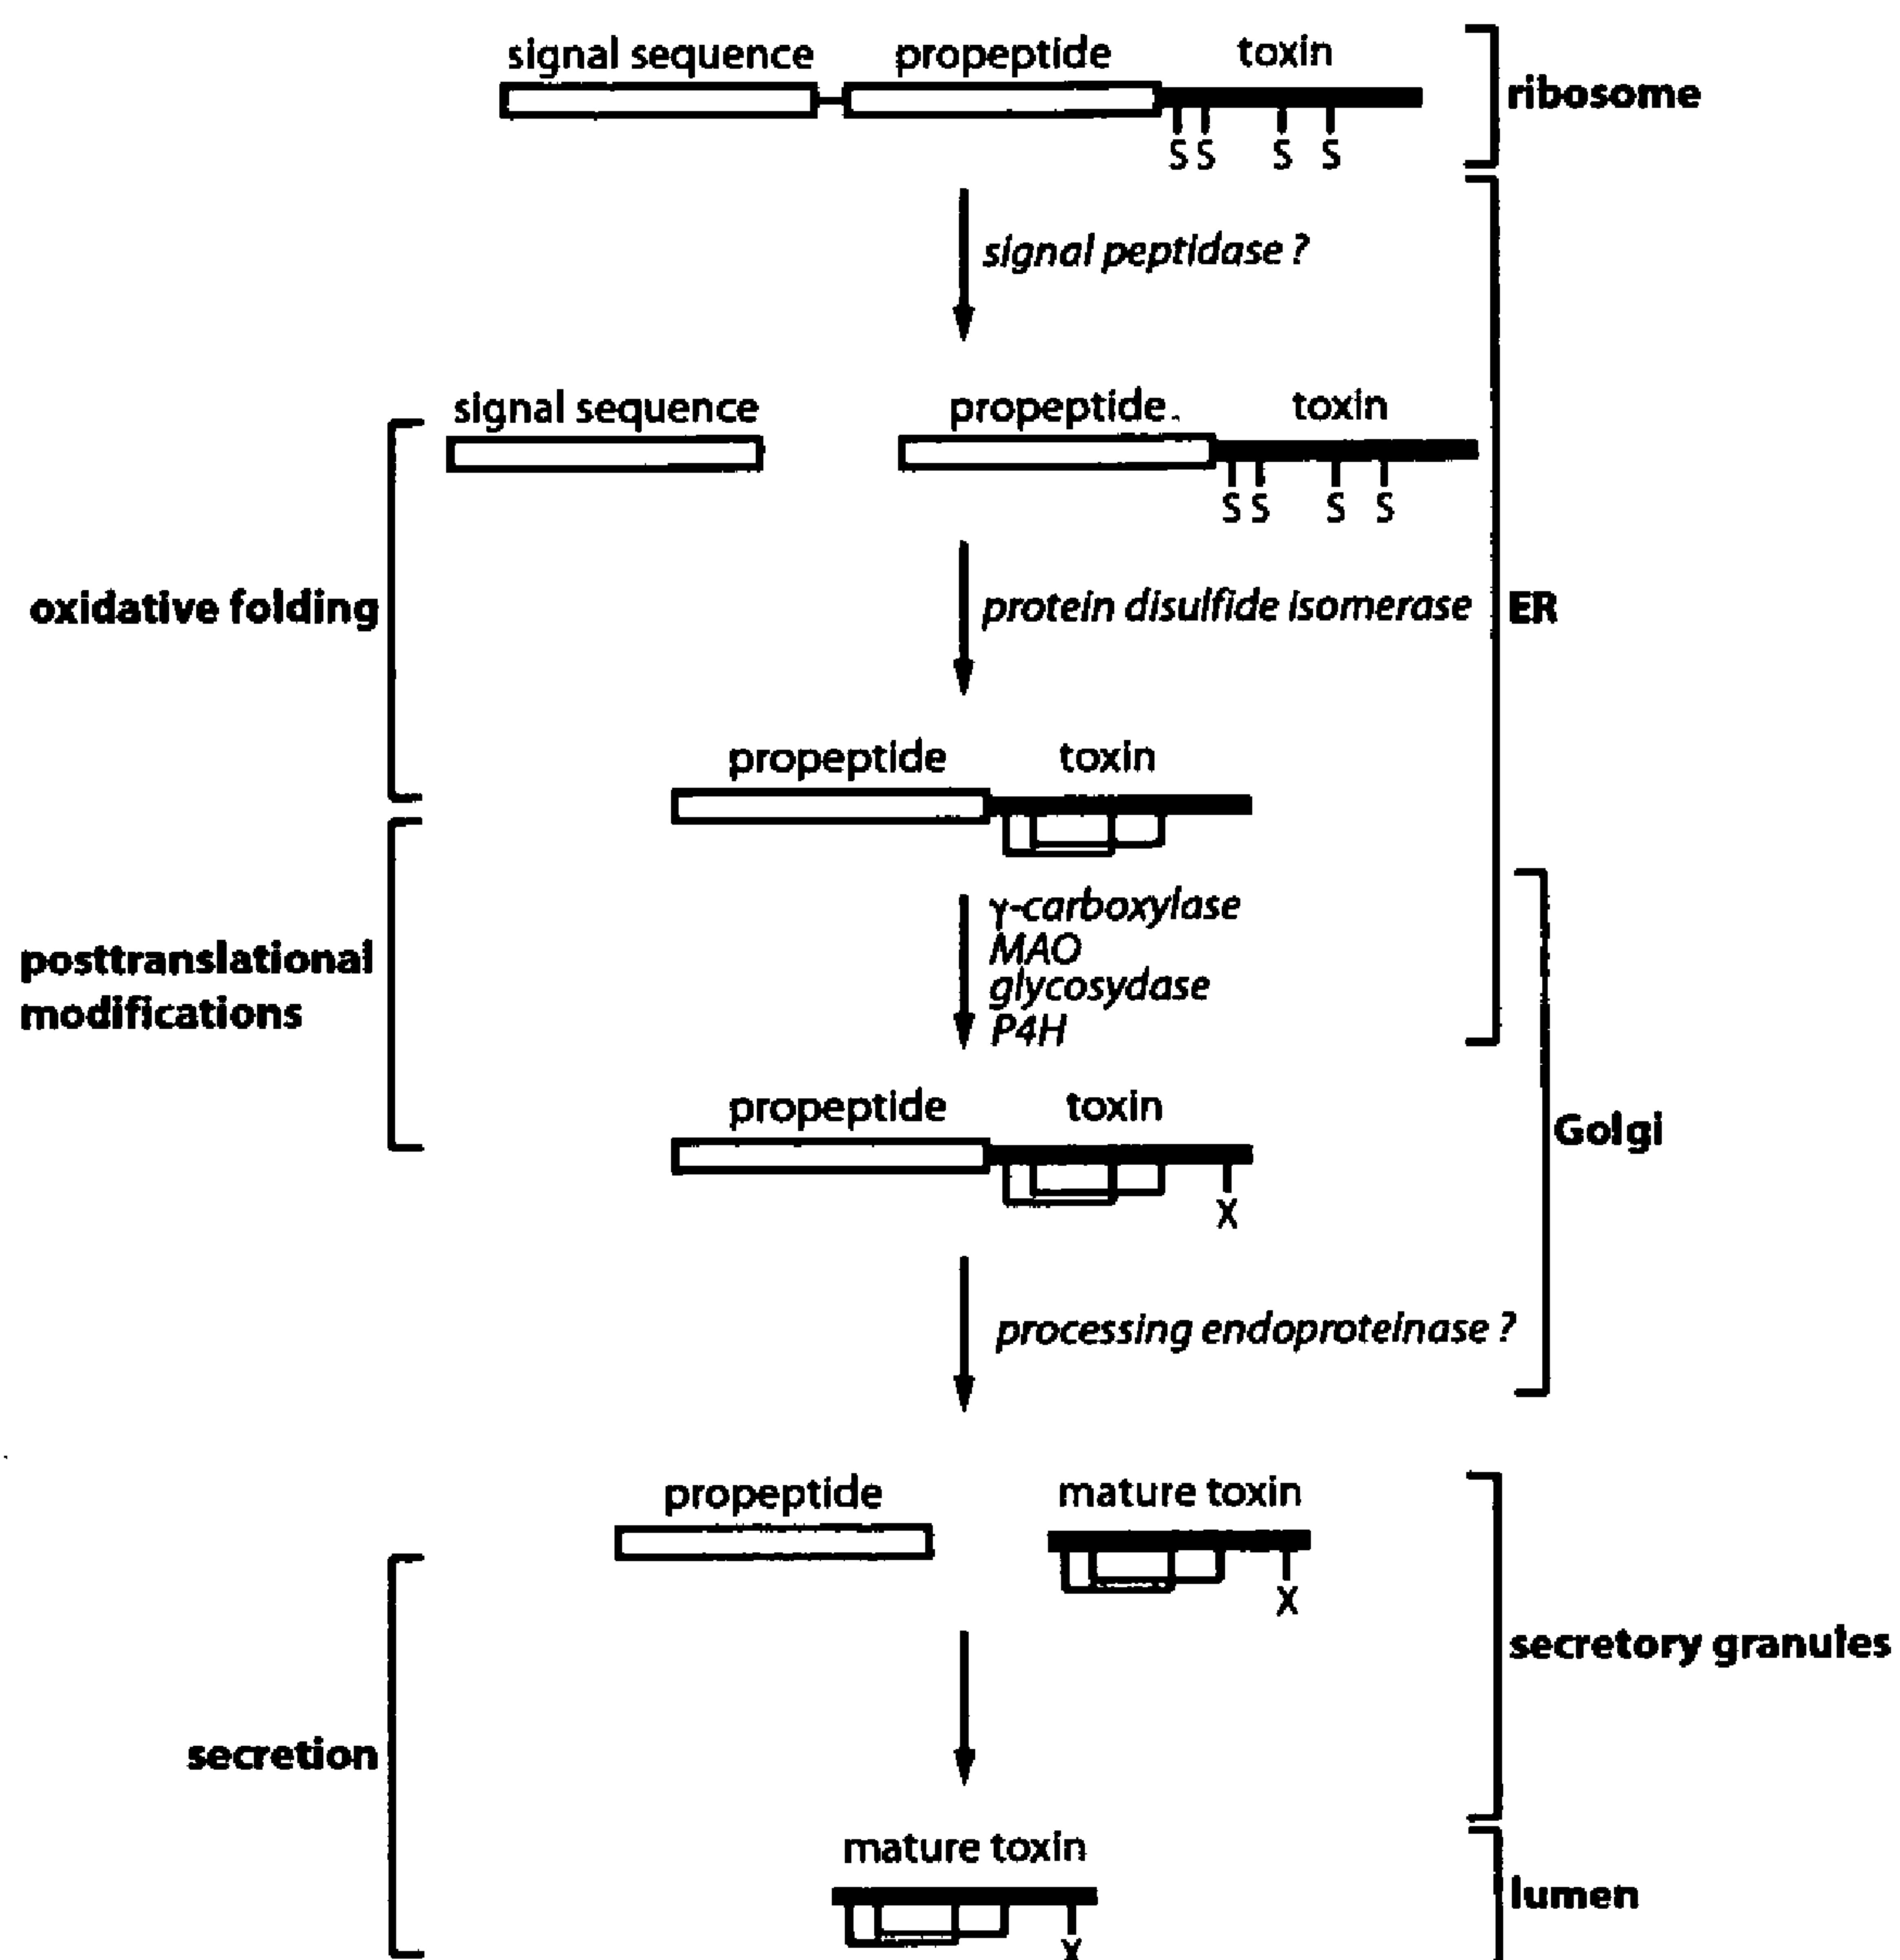 signal sequence propeptide toxin
ribosome
S S S S
signal peptidase ?
signal sequence propeptide toxin
S S S S
oxidative folding
protein disulfide isomerase
ER
propeptide toxin
γ-carboxylase
MAO
glycosydase
P4H
posttranslational
modifications
propeptide toxin
Golgi
X
processing endoproteinase ?
propeptide mature toxin
X
secretory granules
secretion
mature toxin
lumen
X